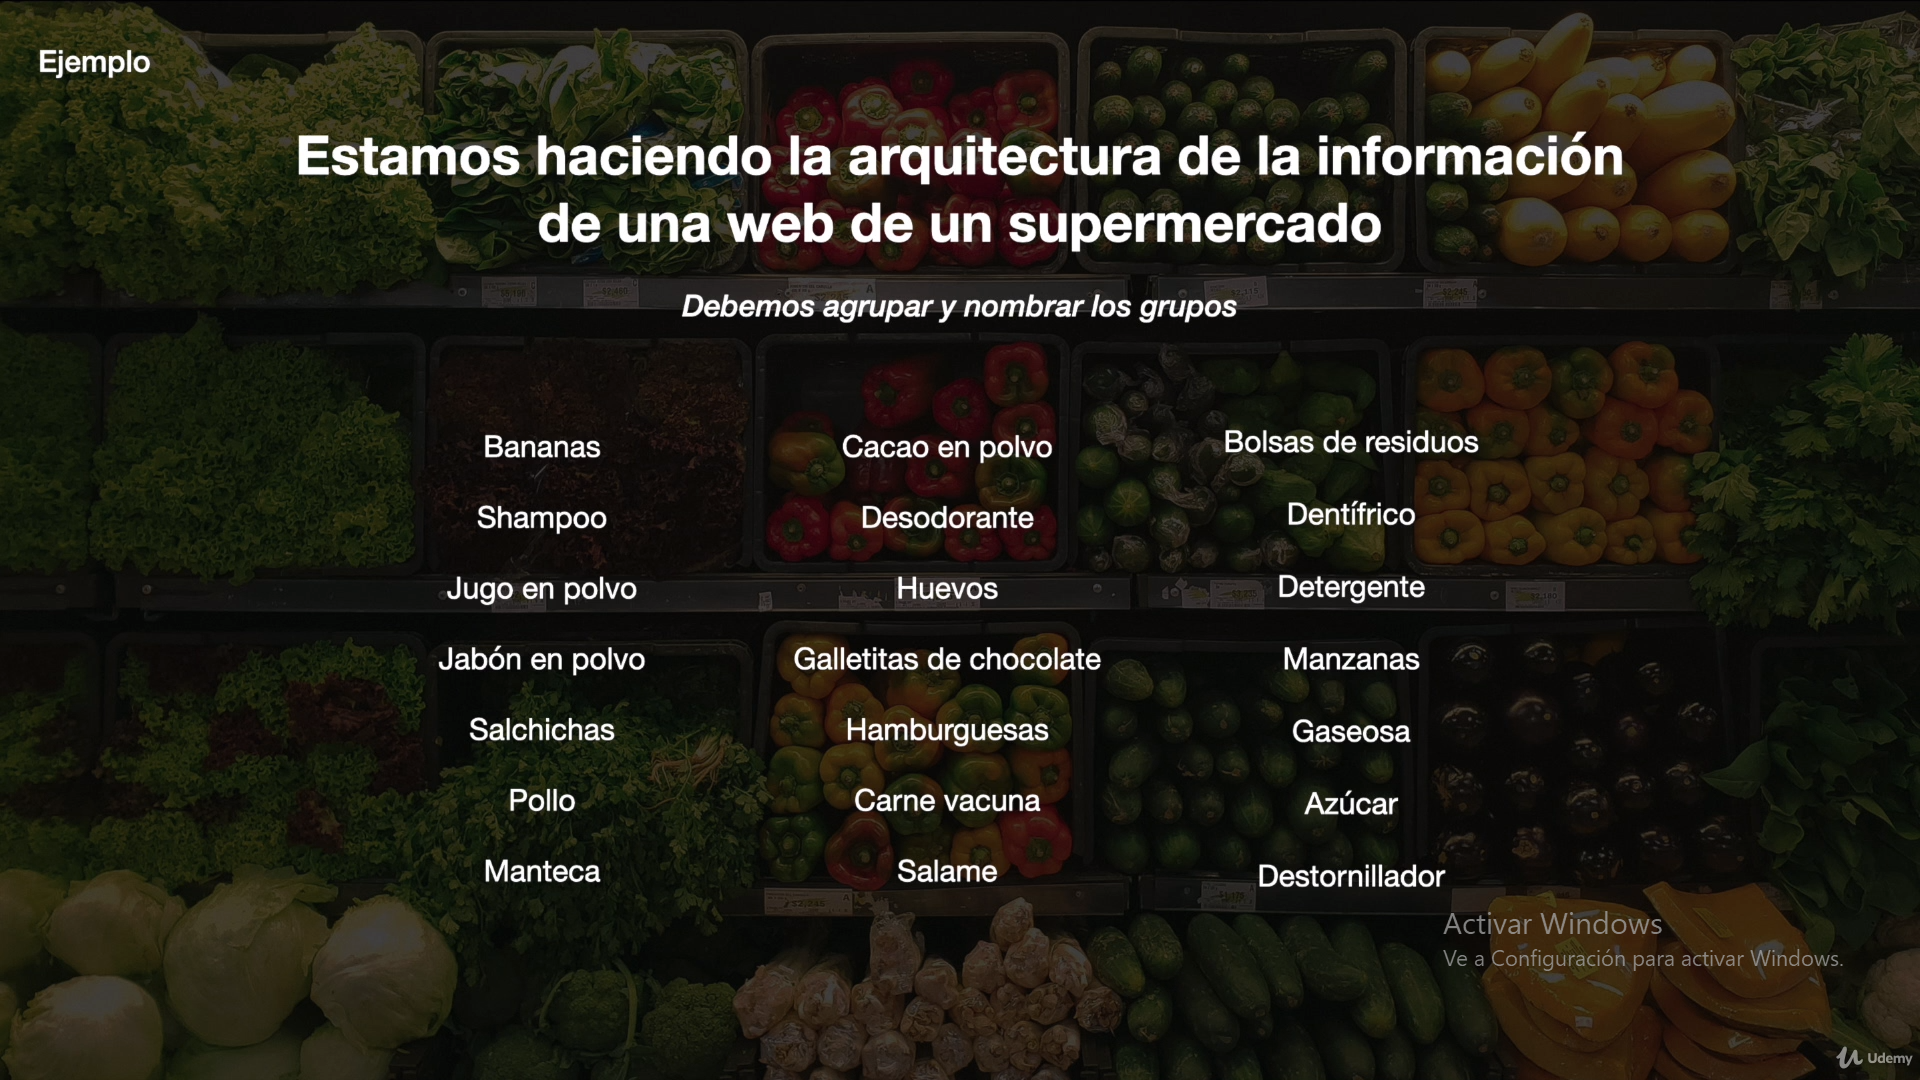 Ejemplo
Estamos haciendo la arquitectura de la información
de una web de un supermercado
Debemos agrupar y nombrar los grupos
Bananas
Shampoo
Jugo en polvo
Jabón en polvo
Salchichas
Pollo
Manteca
Cacao en polvo
Desodorante
Huevos
Galletitas de chocolate
Hamburguesas
Carne vacuna
Salame
Bolsas de residuos
Dentífrico
Detergente
Manzanas
Gaseosa
Azúcar
Destornillador
Activar Windows
Ve a Configuración para activar Windows.
Udemy